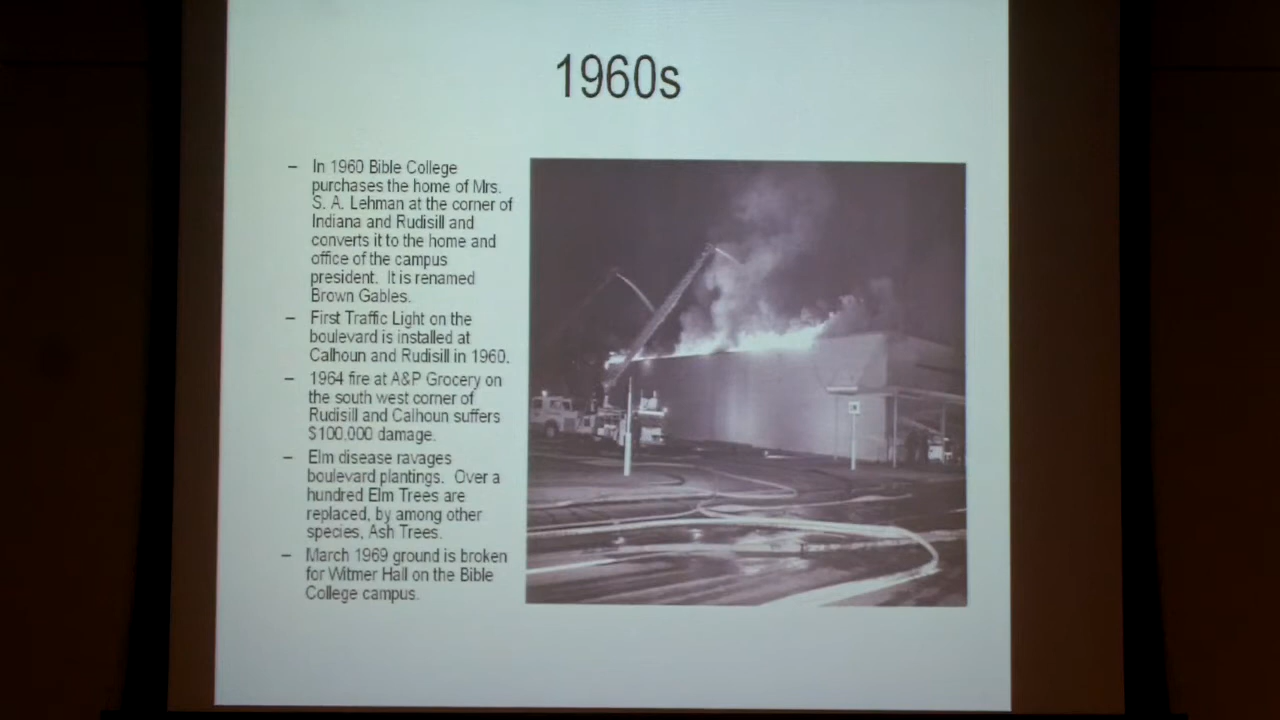 1960s
– In 1960 Bible College
purchases the home of Mrs.
S. A. Lehman at the corner of
Indiana and Rudisill and
converts it to the home and
office of the campus
president. It is renamed
Brown Gables.
– First Traffic Light on the
boulevard is installed at
Calhoun and Rudisill in 1960.
– 1964 fire at A&P Grocery on
the south west corner of
Rudisill and Calhoun suffers
$100,000 damage.
– Elm disease ravages
boulevard plantings. Over a
hundred Elm Trees are
replaced, by among other
species, Ash Trees.
– March 1969 ground is broken
for Witmer Hall on the Bible
College campus.